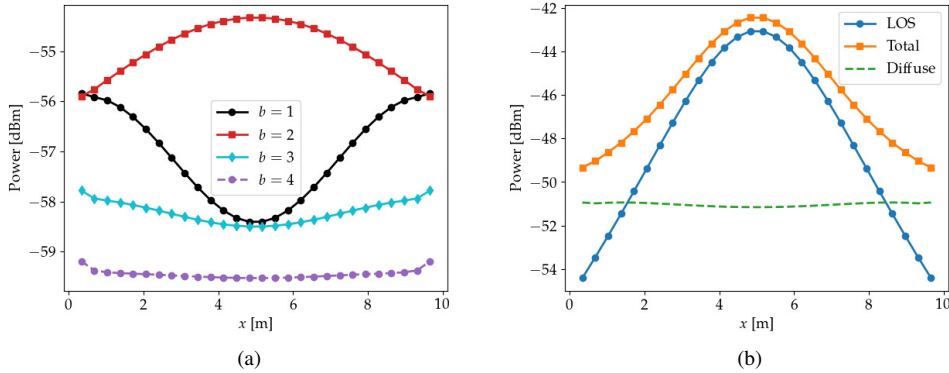 −55
−56
−57
−58
−59
Power [dBm]
b = 1
b = 2
b = 3
b = 4
0 2 4 6 8 10
x [m]
(a)
−42
−44
−46
−48
−50
−52
−54
Power [dBm]
LOS
Total
Diffuse
0 2 4 6 8 10
x [m]
(b)